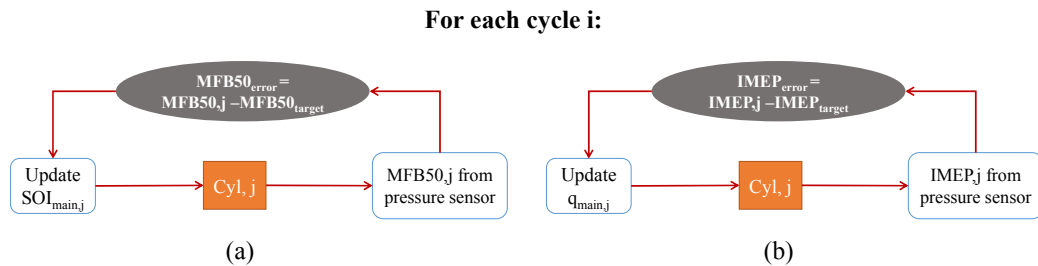 For each cycle i:
MFB50error =
MFB50,j –MFB50target
Update
SOImain,j
Cyl, j
MFB50,j from
pressure sensor
(a)
IMEPerror =
IMEP,j –IMEPtarget
Update
qmain,j
Cyl, j
IMEP,j from
pressure sensor
(b)